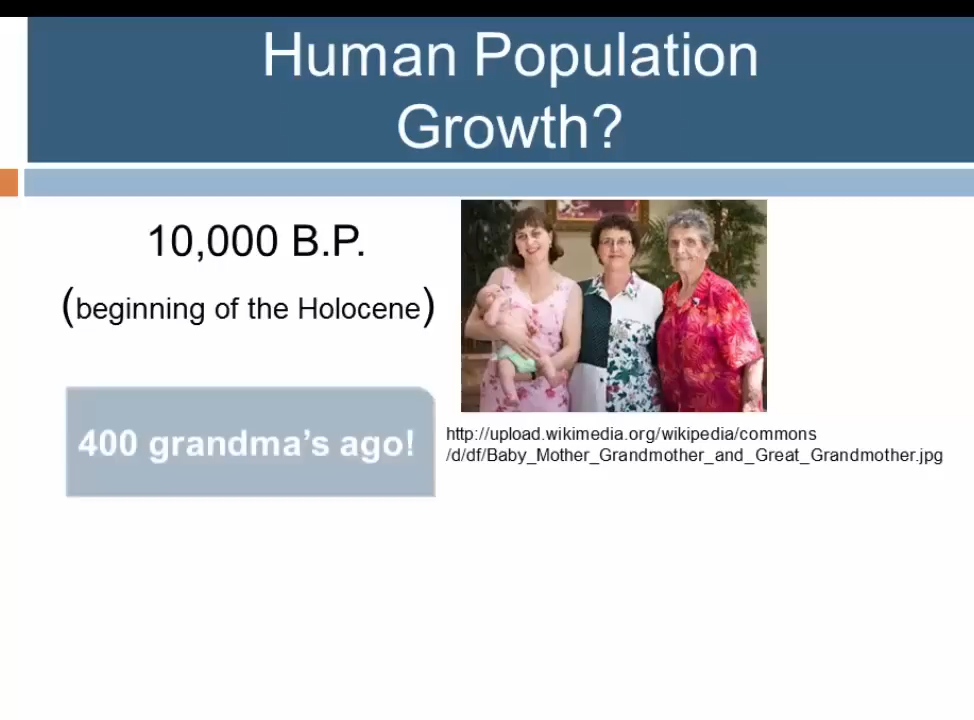 Human Population
Growth?
10,000 B.P.
(beginning of the Holocene)
400 grandma’s ago!
http://upload.wikimedia.org/wikipedia/commons
/d/df/Baby_Mother_Grandmother_and_Great_Grandmother.jpg